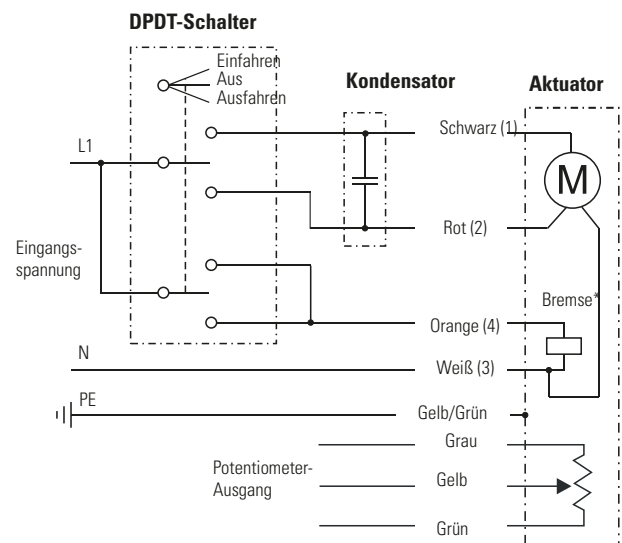 DPDT-Schalter
Einfahren
Aus
Ausfahren
Kondensator
Aktuator
L1
Schwarz (1)
M
Rot (2)
Eingangs-
spannung
Bremse*
Orange (4)
N
Weiß (3)
PE
Gelb/Grün
Grau
Potentiometer-
Ausgang
Gelb
Grün